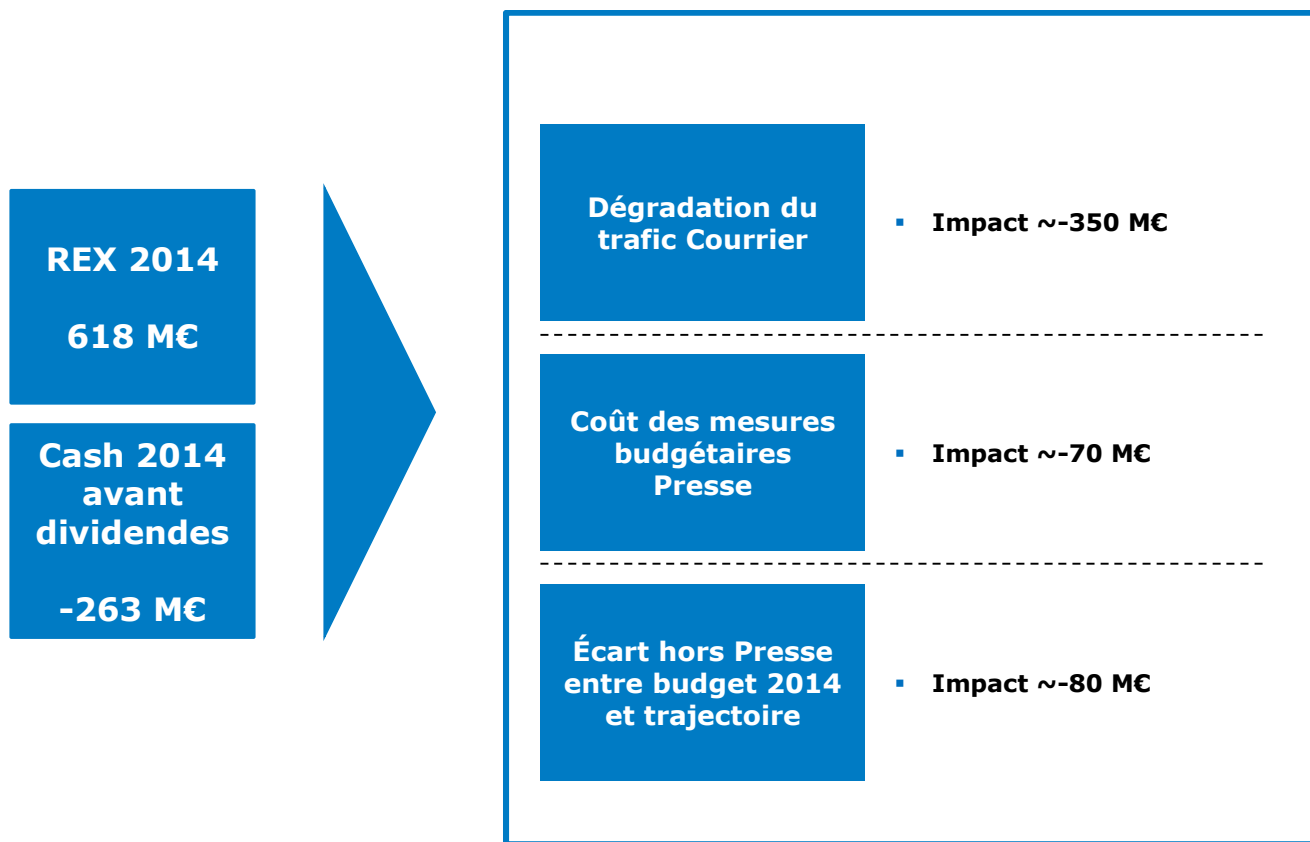 REX 2014
618 M€
Cash 2014
avant
dividendes
-263 M€
Dégradation du
trafic Courrier
▪ Impact ~-350 M€
Coût des mesures
budgétaires
Presse
▪ Impact ~-70 M€
Écart hors Presse
entre budget 2014
et trajectoire
▪ Impact ~-80 M€